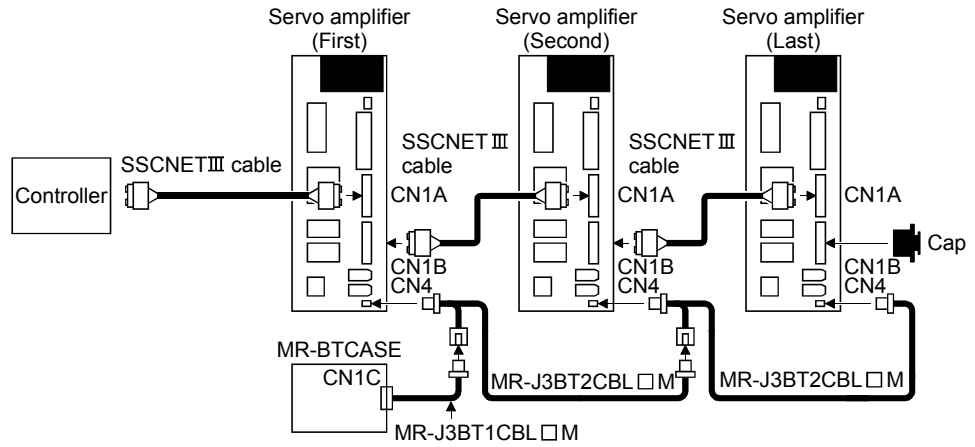 Servo amplifier
(First)
Servo amplifier
(Second)
Servo amplifier
(Last)
SSCNETⅢ cable
SSCNETⅢ
cable
SSCNETⅢ
cable
Controller
CN1A
CN1A
CN1A
Cap
CN1B
CN4
CN1B
CN4
CN1B
CN4
MR-BTCASE
CN1C
MR-J3BT2CBL□M
MR-J3BT2CBL□M
MR-J3BT1CBL□M